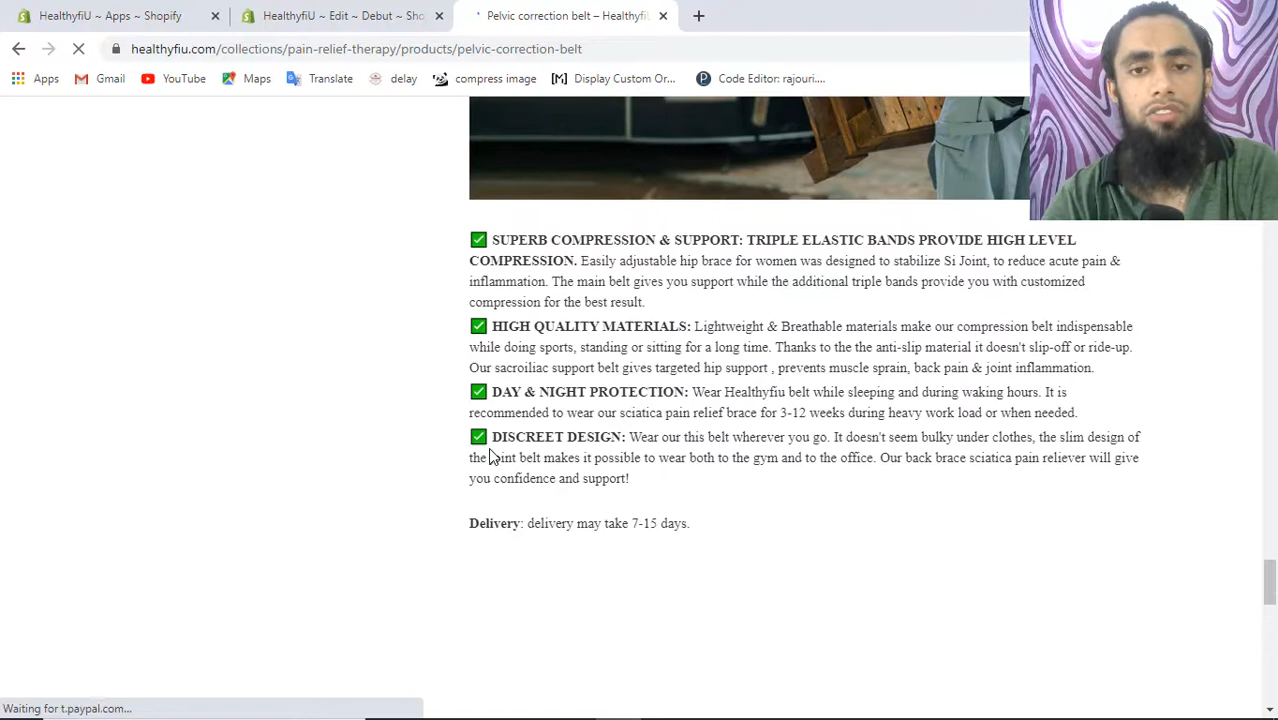 HealthyfiU ~ Apps ~ Shopify
HealthyfiU ~ Edit ~ Debut ~ Sho
Pelvic correction belt – Healthyfi
healthyfiu.com/collections/pain-relief-therapy/products/pelvic-correction-belt
Apps
Gmail
YouTube
Maps
Translate
delay
compress image
[M] Display Custom Or...
P Code Editor: rajouri....
✅ SUPERB COMPRESSION & SUPPORT: TRIPLE ELASTIC BANDS PROVIDE HIGH LEVEL
COMPRESSION. Easily adjustable hip brace for women was designed to stabilize Si Joint, to reduce acute pain &
inflammation. The main belt gives you support while the additional triple bands provide you with customized
compression for the best result.
✅ HIGH QUALITY MATERIALS: Lightweight & Breathable materials make our compression belt indispensable
while doing sports, standing or sitting for a long time. Thanks to the the anti-slip material it doesn't slip-off or ride-up.
Our sacroiliac support belt gives targeted hip support , prevents muscle sprain, back pain & joint inflammation.
✅ DAY & NIGHT PROTECTION: Wear Healthyfiu belt while sleeping and during waking hours. It is
recommended to wear our sciatica pain relief brace for 3-12 weeks during heavy work load or when needed.
✅ DISCREET DESIGN: Wear our this belt wherever you go. It doesn't seem bulky under clothes, the slim design of
the belt makes it possible to wear both to the gym and to the office. Our back brace sciatica pain reliever will give
you confidence and support!
Delivery: delivery may take 7-15 days.
Waiting for t.paypal.com...